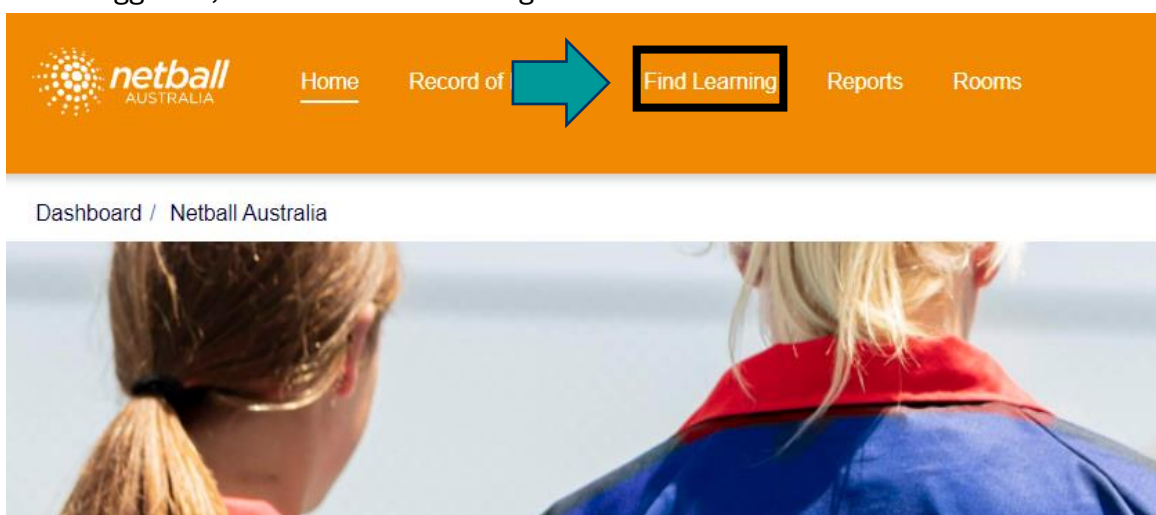 netball
AUSTRALIA
Home Record of Find Learning Reports Rooms
Dashboard / Netball Australia